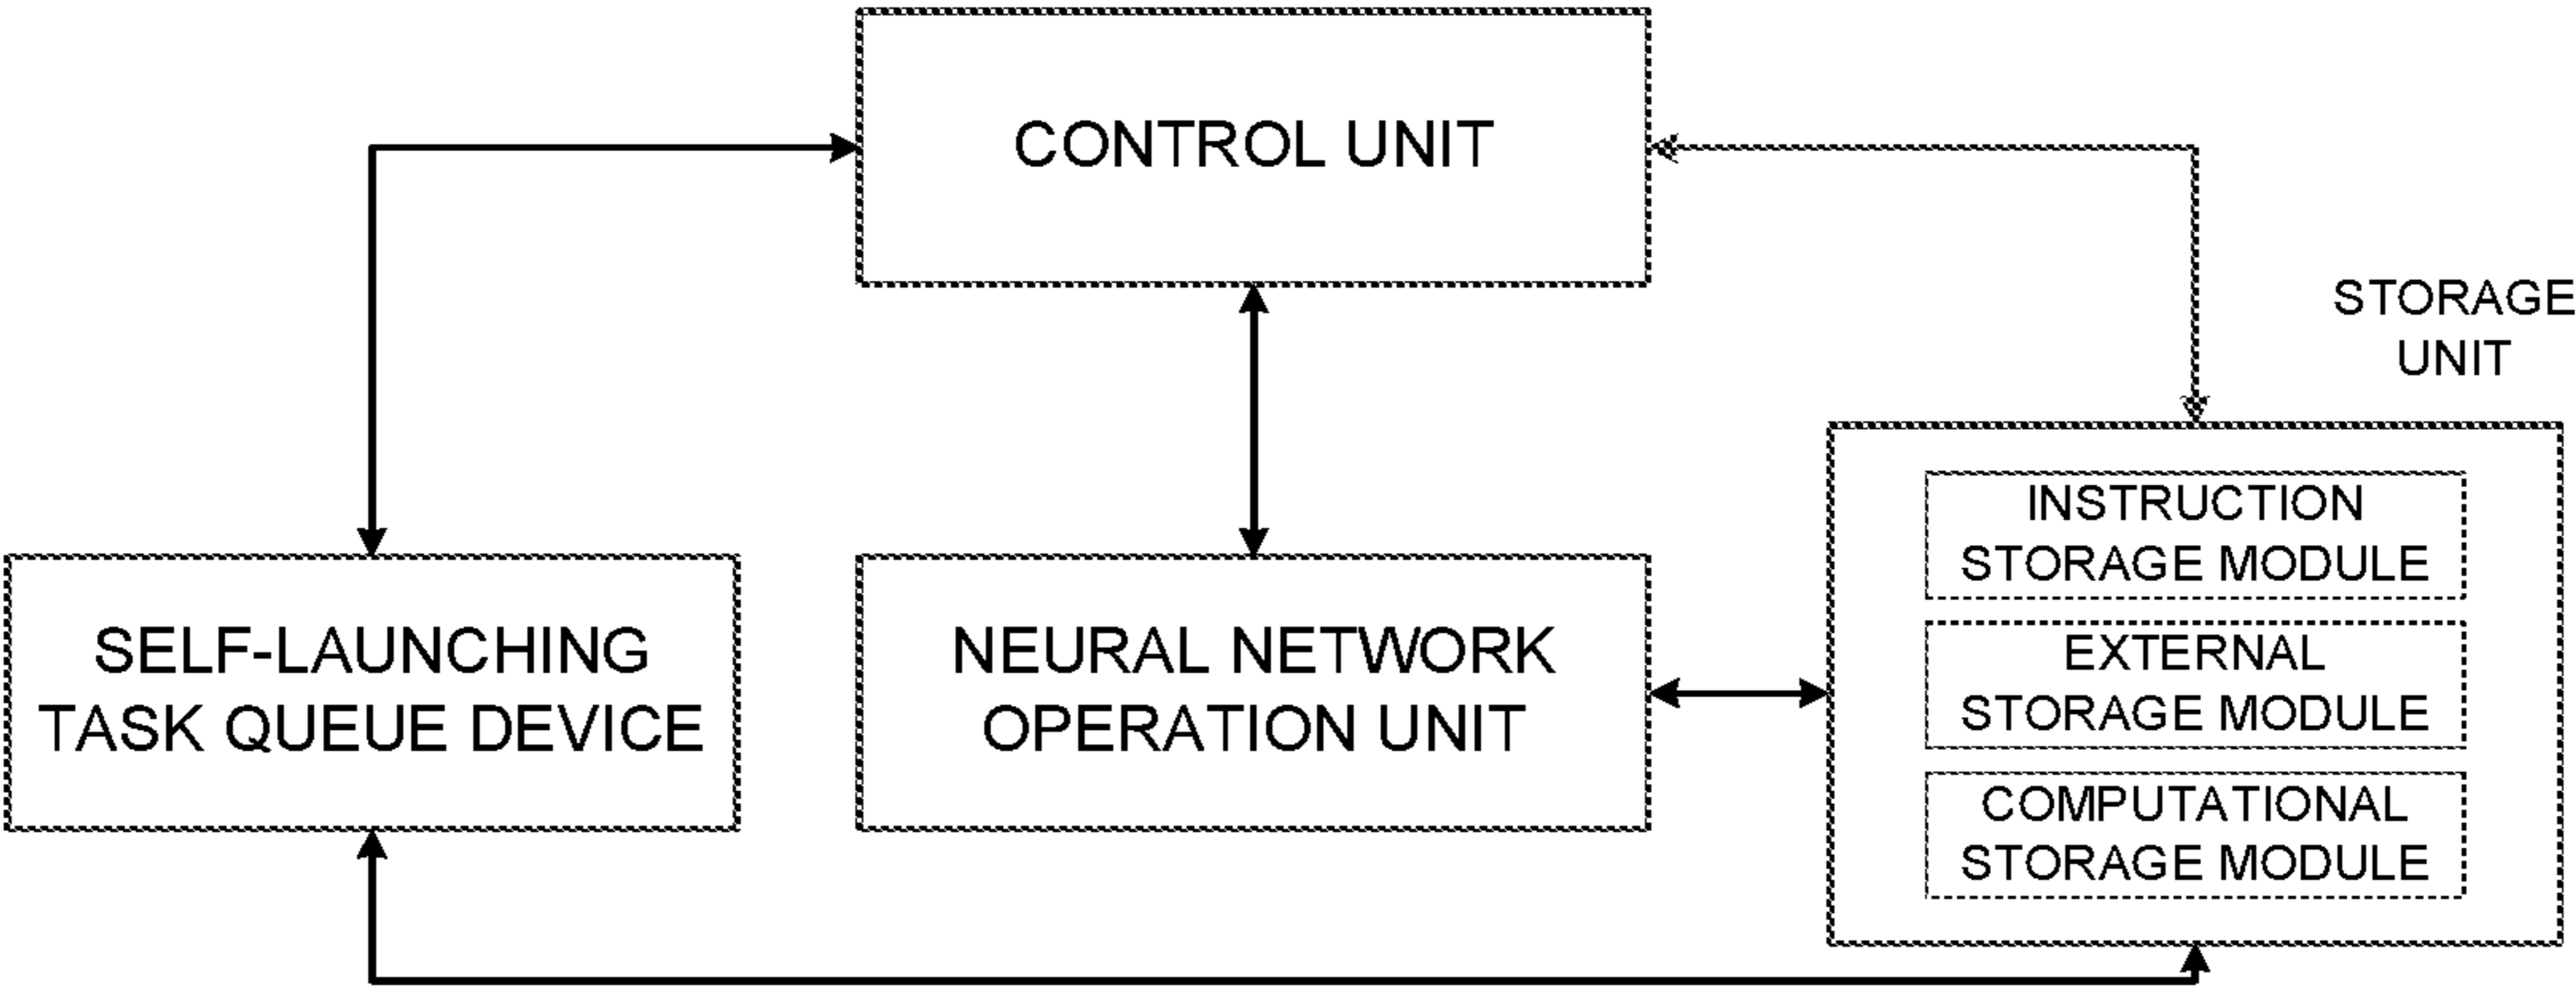 CONTROL UNIT
STORAGE
UNIT
INSTRUCTION
STORAGE MODULE
EXTERNAL
STORAGE MODULE
COMPUTATIONAL
STORAGE MODULE
SELF-LAUNCHING
TASK QUEUE DEVICE
NEURAL NETWORK
OPERATION UNIT